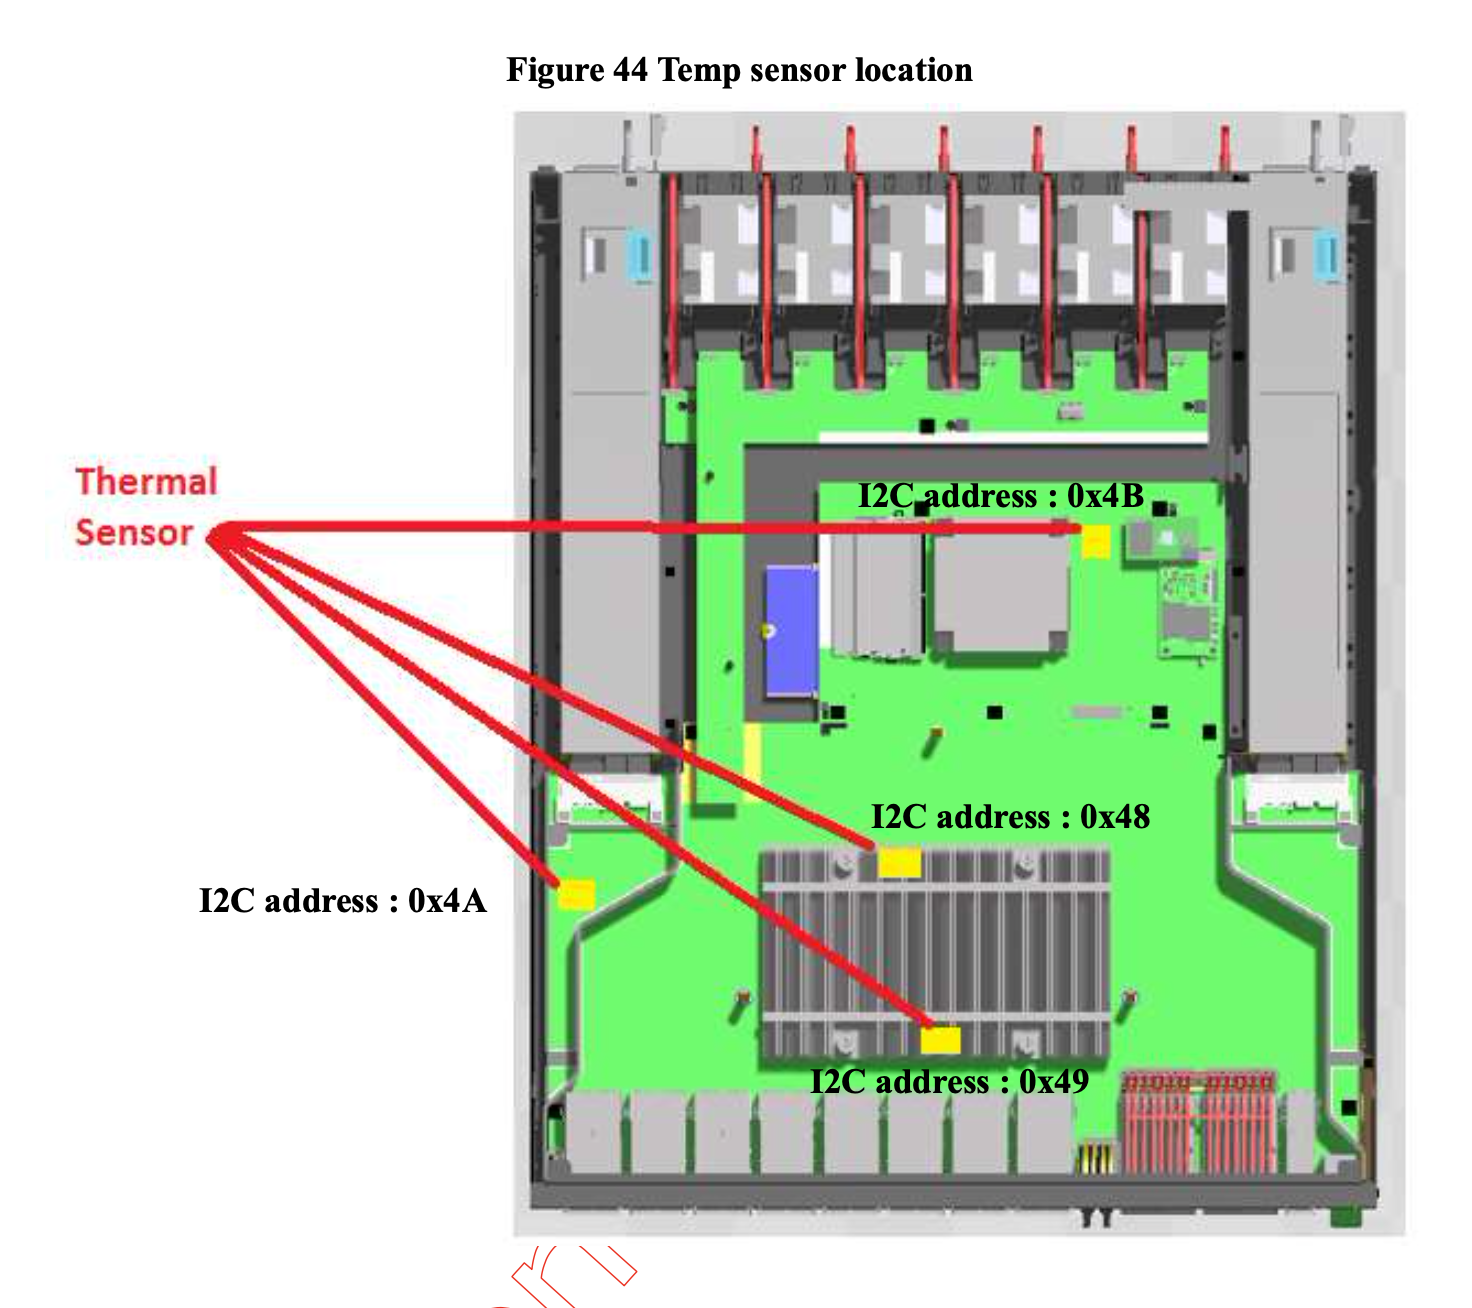 Figure 44 Temp sensor location
Thermal
Sensor
I2C address : 0x4B
I2C address : 0x48
I2C address : 0x4A
I2C address : 0x49